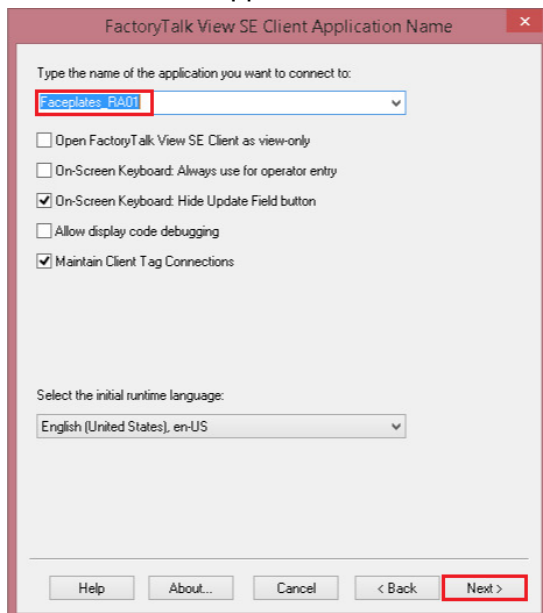 FactoryTalk View SE Client Application Name
Type the name of the application you want to connect to:
Faceplates_RA01
Open FactoryTalk View SE Client as view-only
On-Screen Keyboard: Always use for operator entry
On-Screen Keyboard: Hide Update Field button
Allow display code debugging
Maintain Client Tag Connections
Select the initial runtime language:
English (United States), en-US
Help About... Cancel < Back Next >